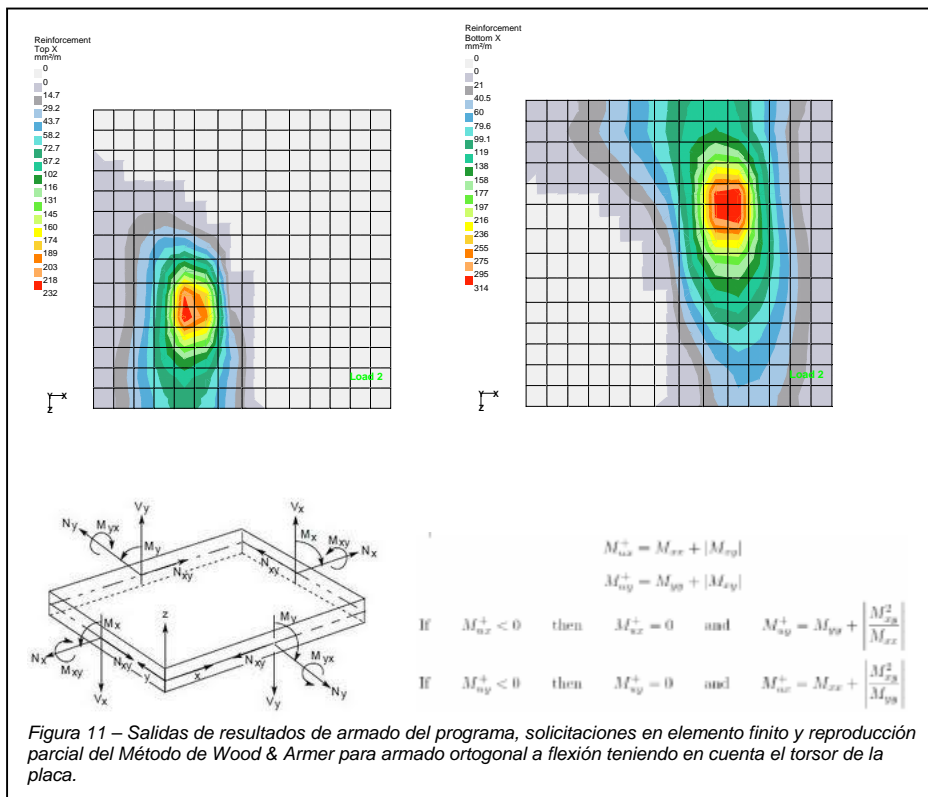 Reinforcement
Top X
mm²/m
0
0
14.7
29.2
43.7
58.2
72.7
87.2
102
116
131
145
160
174
189
203
218
232
Load 2
Y X
Z
Reinforcement
Bottom X
mm²/m
0
0
21
40.5
60
79.6
99.1
119
138
158
177
197
216
236
255
275
295
314
Load 2
Y X
Z
Ny Myx Vy My Nxy Vx Mx Mxy Nx Nxy
z
Mx My
Nx Mxy Nxy y x Nxy Myx
Vx Vy Ny
M⁺ux = Mxx + |Mxy|
M⁺uy = Myy + |Mxy|
If M⁺ux < 0 then M⁺ux = 0 and M⁺uy = Myy + |M²xy / Mxx|
If M⁺uy < 0 then M⁺uy = 0 and M⁺ux = Mxx + |M²xy / Myy|
Figura 11 – Salidas de resultados de armado del programa, solicitaciones en elemento finito y reproducción
parcial del Método de Wood & Armer para armado ortogonal a flexión teniendo en cuenta el torsor de la
placa.